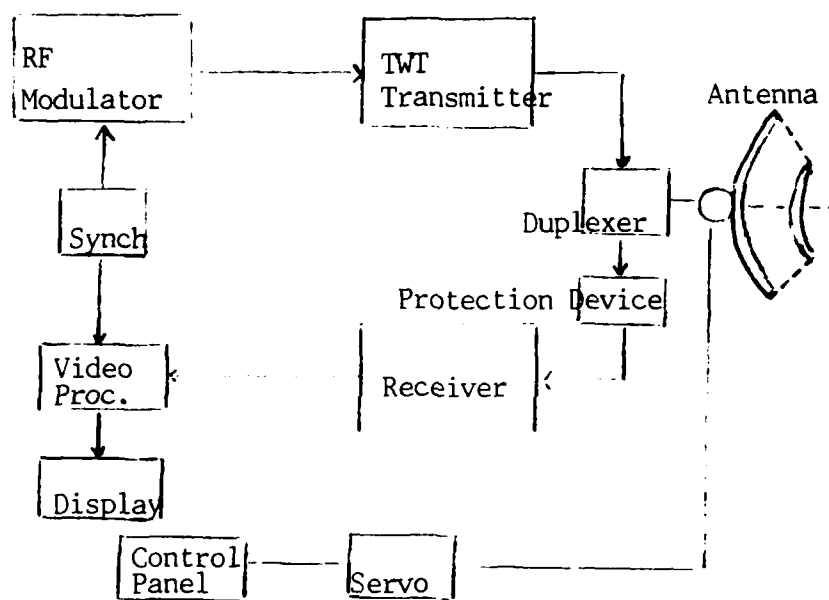 RF
Modulator
TWT
Transmitter
Antenna
Synch
Duplexer
Protection Device
Video
Proc.
Receiver
Display
Control
Panel
Servo